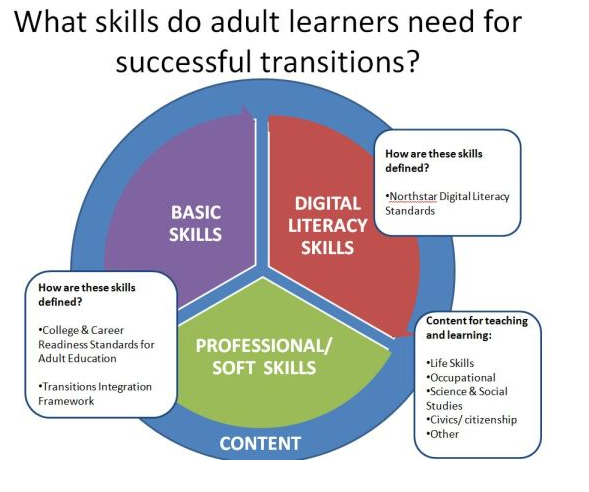 What skills do adult learners need for
successful transitions?
How are these skills
defined?
•Northstar Digital Literacy
Standards
BASIC
SKILLS
DIGITAL
LITERACY
SKILLS
How are these skills
defined?
•College & Career
Readiness Standards for
Adult Education
•Transitions Integration
Framework
PROFESSIONAL/
SOFT SKILLS
Content for teaching
and learning:
•Life Skills
•Occupational
•Science & Social
Studies
•Civics/ citizenship
•Other
CONTENT